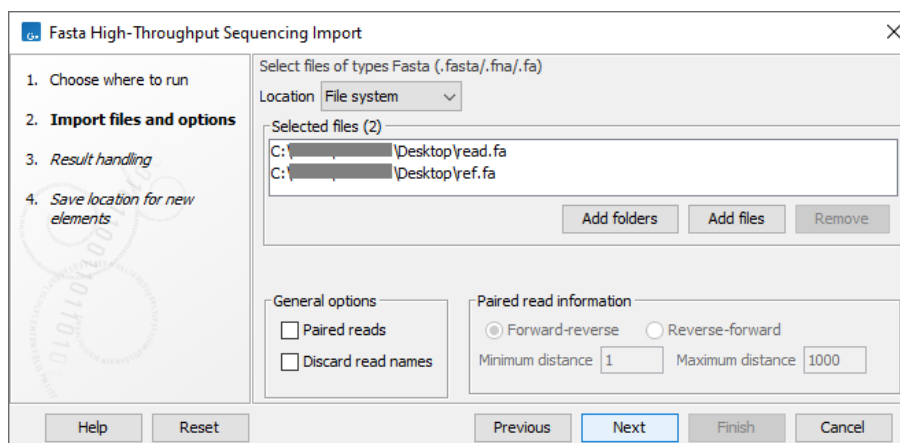 G.
Fasta High-Throughput Sequencing Import
1. Choose where to run
2. Import files and options
3. Result handling
4. Save location for new
elements
Select files of types Fasta (.fasta/.fna/.fa)
Location File system
Selected files (2)
C:\ \Desktop\read.fa
C:\ \Desktop\ref.fa
Add folders Add files Remove
General options
Paired reads
Discard read names
Paired read information
Forward-reverse Reverse-forward
Minimum distance 1 Maximum distance 1000
Help Reset Previous Next Finish Cancel